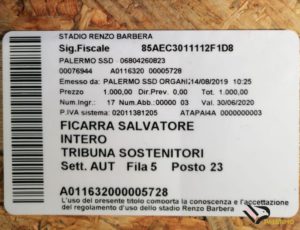 STADIO RENZO BARBERA
Sig.Fiscale 85AEC3011112F1D8
PALERMO SSD 06804260823
00076944 A0116320 00005728
Emesso da: PALERMO SSD ORGANI 14/08/2019 10:25
Prezzo: 1.000,00 Dir.Prev. 0,00 Tot. 1.000,00
Num.Ingr.: 17 Num.Abb. 00000 03 Val. 30/06/2020
P.IVA sistema: 02011381205 0000000000
FICARRA SALVATORE
INTERO
TRIBUNA SOSTENITORI
Sett. AUT Fila 5 Posto 23
A011632000005728
L'uso del presente titolo comporta la conoscenza e l'accettazione
del regolamento d'uso dello stadio Renzo Barbera